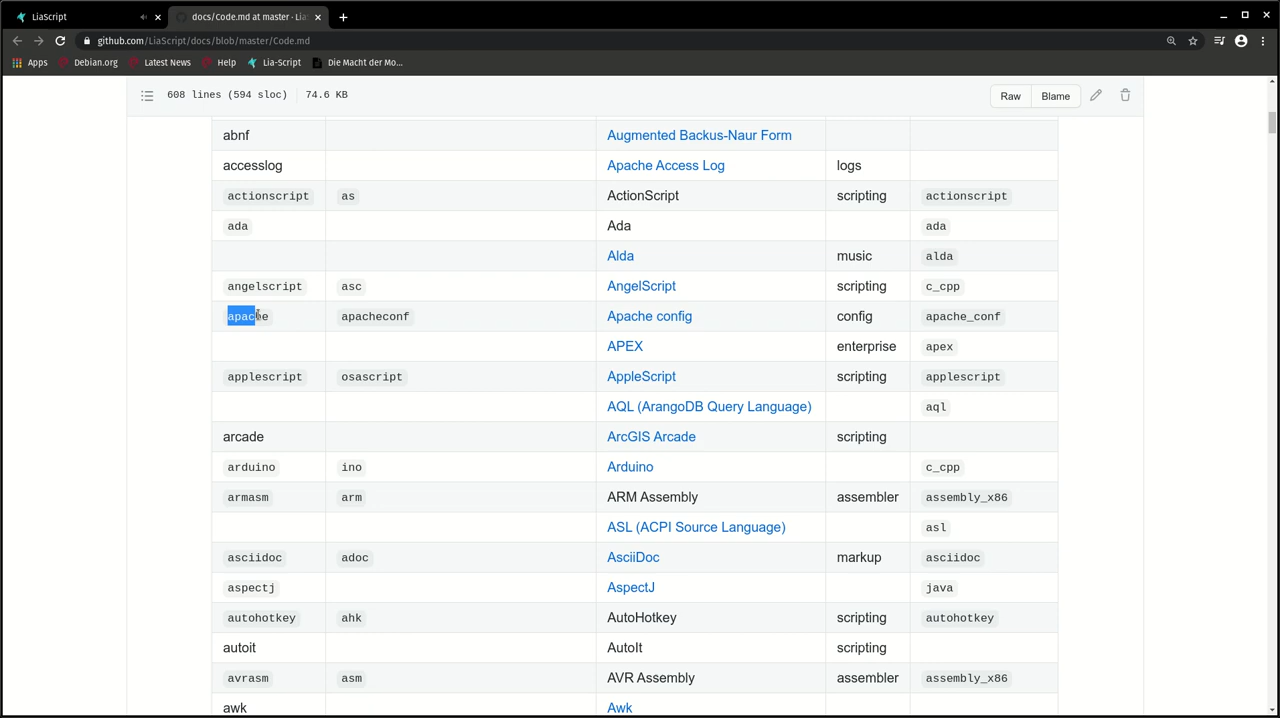 LiaScript
docs/Code.md at master · Lia
github.com/LiaScript/docs/blob/master/Code.md
Apps Debian.org Latest News Help Lia-Script Die Macht der Mo...
608 lines (594 sloc) 74.6 KB Raw Blame
abnf Augmented Backus-Naur Form
accesslog Apache Access Log logs
actionscript as ActionScript scripting actionscript
ada Ada ada
Alda music alda
angelscript asc AngelScript scripting c_cpp
apache apacheconf Apache config config apache_conf
APEX enterprise apex
applescript osascript AppleScript scripting applescript
AQL (ArangoDB Query Language) aql
arcade ArcGIS Arcade scripting
arduino ino Arduino c_cpp
armasm arm ARM Assembly assembler assembly_x86
ASL (ACPI Source Language) asl
asciidoc adoc AsciiDoc markup asciidoc
aspectj AspectJ java
autohotkey ahk AutoHotkey scripting autohotkey
autoit AutoIt scripting
avrasm asm AVR Assembly assembler assembly_x86
awk Awk